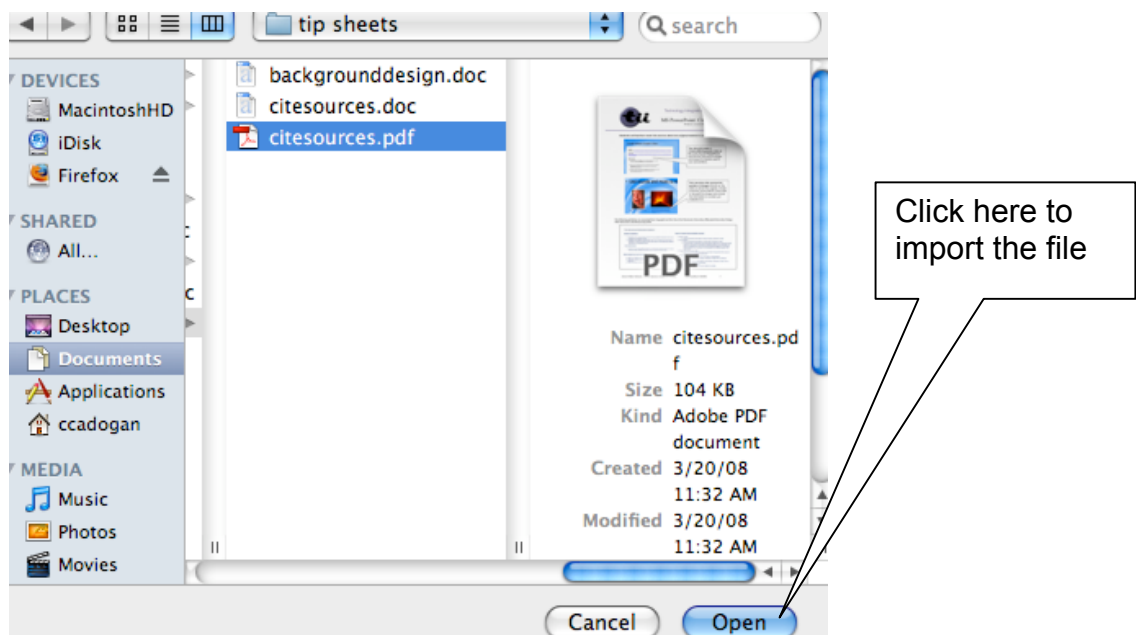 tip sheets
search
DEVICES
MacintoshHD
iDisk
Firefox
SHARED
All...
PLACES
Desktop
Documents
Applications
ccadogan
MEDIA
Music
Photos
Movies
c
c
backgrounddesign.doc
citesources.doc
citesources.pdf
PDF
Name citesources.pd
f
Size 104 KB
Kind Adobe PDF
document
Created 3/20/08
11:32 AM
Modified 3/20/08
11:32 AM
Cancel
Open
Click here to
import the file